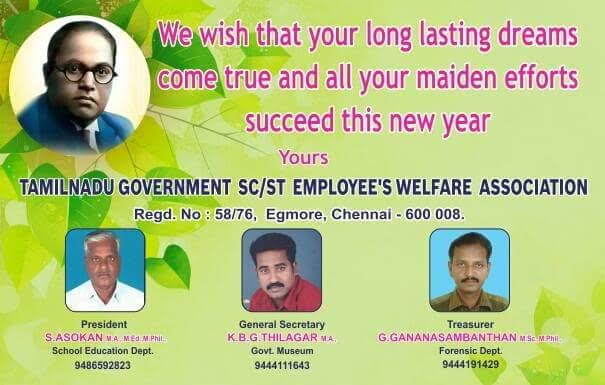 We wish that your long lasting dreams
come true and all your maiden efforts
succeed this new year
Yours
TAMILNADU GOVERNMENT SC/ST EMPLOYEE'S WELFARE ASSOCIATION
Regd. No : 58/76, Egmore, Chennai - 600 008.
President
S.ASOKAN M.A., M.Ed.,M.Phil.,
School Education Dept.
9486592823
General Secretary
K.B.G.THILAGAR M.A.,
Govt. Museum
9444111643
Treasurer
G.GANANASAMBANTHAN M.Sc.,M.Phil.,
Forensic Dept.
9444191429